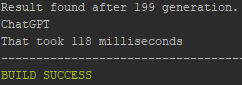 Result found after 199 generation.
ChatGPT
That took 118 milliseconds
------------------------------------
BUILD SUCCESS